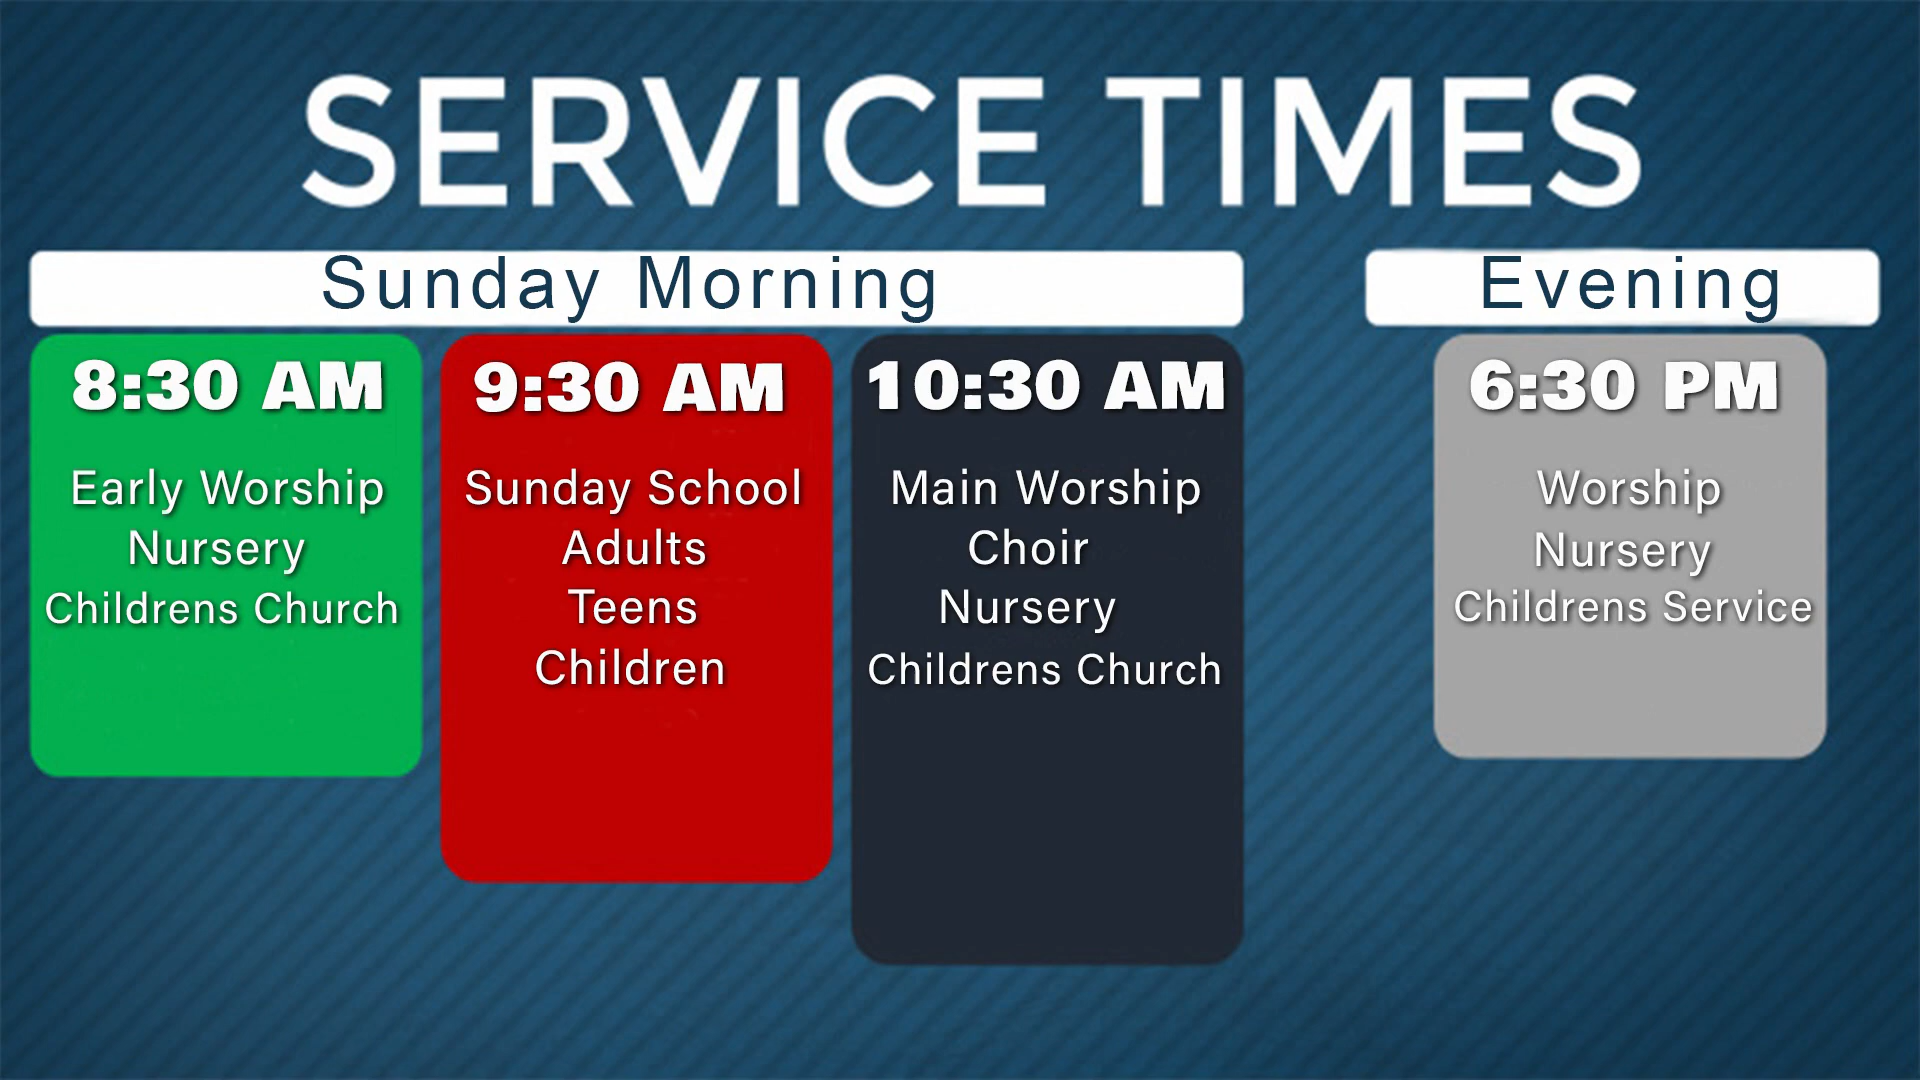 SERVICE TIMES
Sunday Morning
8:30 AM
Early Worship
Nursery
Childrens Church
9:30 AM
Sunday School
Adults
Teens
Children
10:30 AM
Main Worship
Choir
Nursery
Childrens Church
Evening
6:30 PM
Worship
Nursery
Childrens Service